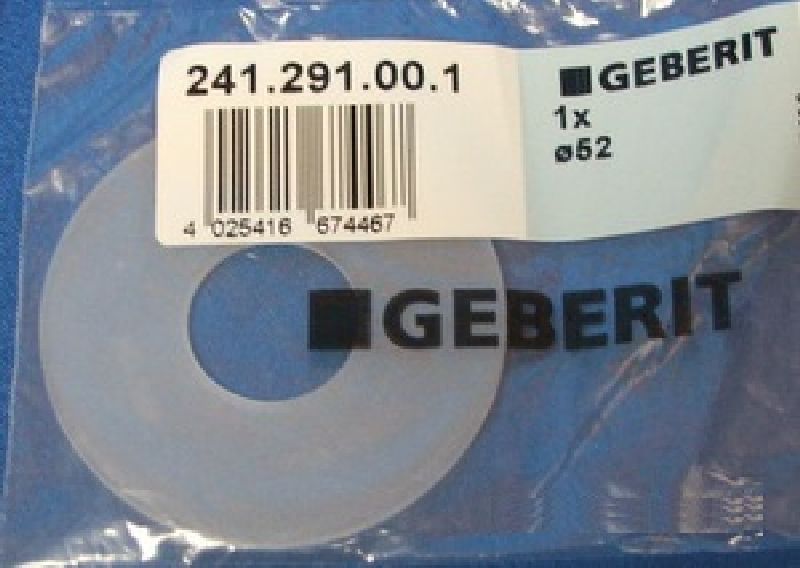 241.291.00.1
GEBERIT
1x
ø52
4 025416 674467
GEBERIT